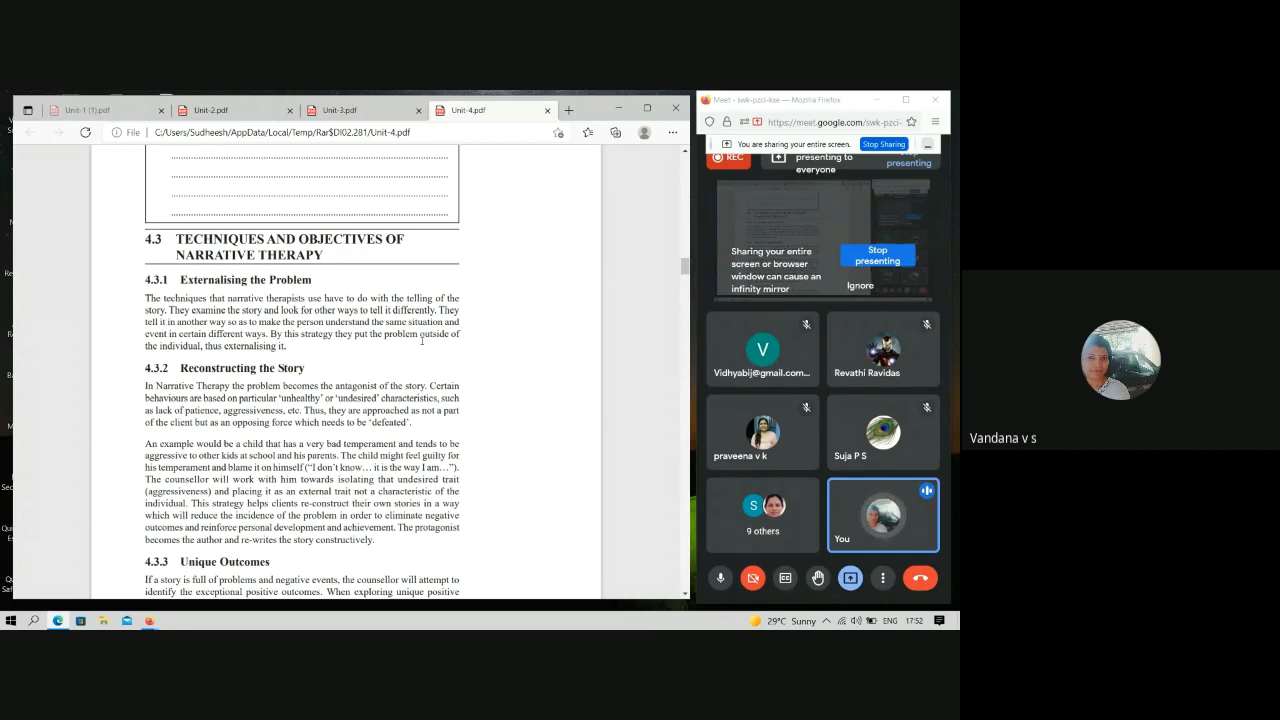 Unit-1 (1).pdf
Unit-2.pdf
Unit-3.pdf
Unit-4.pdf
File
C:/Users/Sudheesh/AppData/Local/Temp/Rar$DI02.281/Unit-4.pdf
4.3 TECHNIQUES AND OBJECTIVES OF
NARRATIVE THERAPY
4.3.1 Externalising the Problem
The techniques that narrative therapists use have to do with the telling of the
story. They examine the story and look for other ways to tell it differently. They
tell it in another way so as to make the person understand the same situation and
event in certain different ways. By this strategy they put the problem outside of
the individual, thus externalising it.
4.3.2 Reconstructing the Story
In Narrative Therapy the problem becomes the antagonist of the story. Certain
behaviours are based on particular ‘unhealthy’ or ‘undesired’ characteristics, such
as lack of patience, aggressiveness, etc. Thus, they are approached as not a part
of the client but as an opposing force which needs to be ‘defeated’.
An example would be a child that has a very bad temperament and tends to be
aggressive to other kids at school and his parents. The child might feel guilty for
his temperament and blame it on himself (“I don’t know… it is the way I am…”).
The counsellor will work with him towards isolating that undesired trait
(aggressiveness) and placing it as an external trait not a characteristic of the
individual. This strategy helps clients re-construct their own stories in a way
which will reduce the incidence of the problem in order to eliminate negative
outcomes and reinforce personal development and achievement. The protagonist
becomes the author and re-writes the story constructively.
4.3.3 Unique Outcomes
If a story is full of problems and negative events, the counsellor will attempt to
identify the exceptional positive outcomes. When exploring unique positive
Meet - swk-pzci-kxe — Mozilla Firefox
https://meet.google.com/swk-pzci-
You are sharing your entire screen.
Stop Sharing
REC
presenting to
everyone
presenting
Sharing your entire
screen or browser
window can cause an
infinity mirror
Stop
presenting
Ignore
V
Vidhyabij@gmail.com...
Revathi Ravidas
praveena v k
Suja P S
S
9 others
You
Vandana v s
29°C Sunny
ENG
17:52